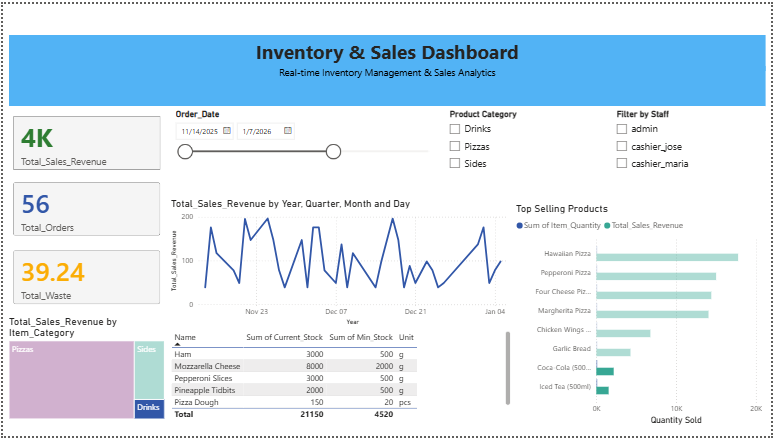 Inventory & Sales Dashboard
Real-time Inventory Management & Sales Analytics
4K
Total_Sales_Revenue
56
Total_Orders
39.24
Total_Waste
Order_Date
11/14/2025 1/7/2026
Product Category
Drinks
Pizzas
Sides
Filter by Staff
admin
cashier_jose
cashier_maria
Total_Sales_Revenue by Year, Quarter, Month and Day
Total_Sales_Revenue
200
100
0
Nov 23 Dec 07 Dec 21 Jan 04
Year
Top Selling Products
Sum of Item_Quantity Total_Sales_Revenue
Hawaiian Pizza
Pepperoni Pizza
Four Cheese Piz...
Margherita Pizza
Chicken Wings ...
Garlic Bread
Coca-Cola (500...
Iced Tea (500ml)
0K 10K 20K
Quantity Sold
Total_Sales_Revenue by
Item_Category
Pizzas
Sides
Drinks
Name Sum of Current_Stock Sum of Min_Stock Unit
Ham 3000 500 g
Mozzarella Cheese 8000 2000 g
Pepperoni Slices 3000 500 g
Pineapple Tidbits 2000 500 g
Pizza Dough 150 20 pcs
Total 21150 4520